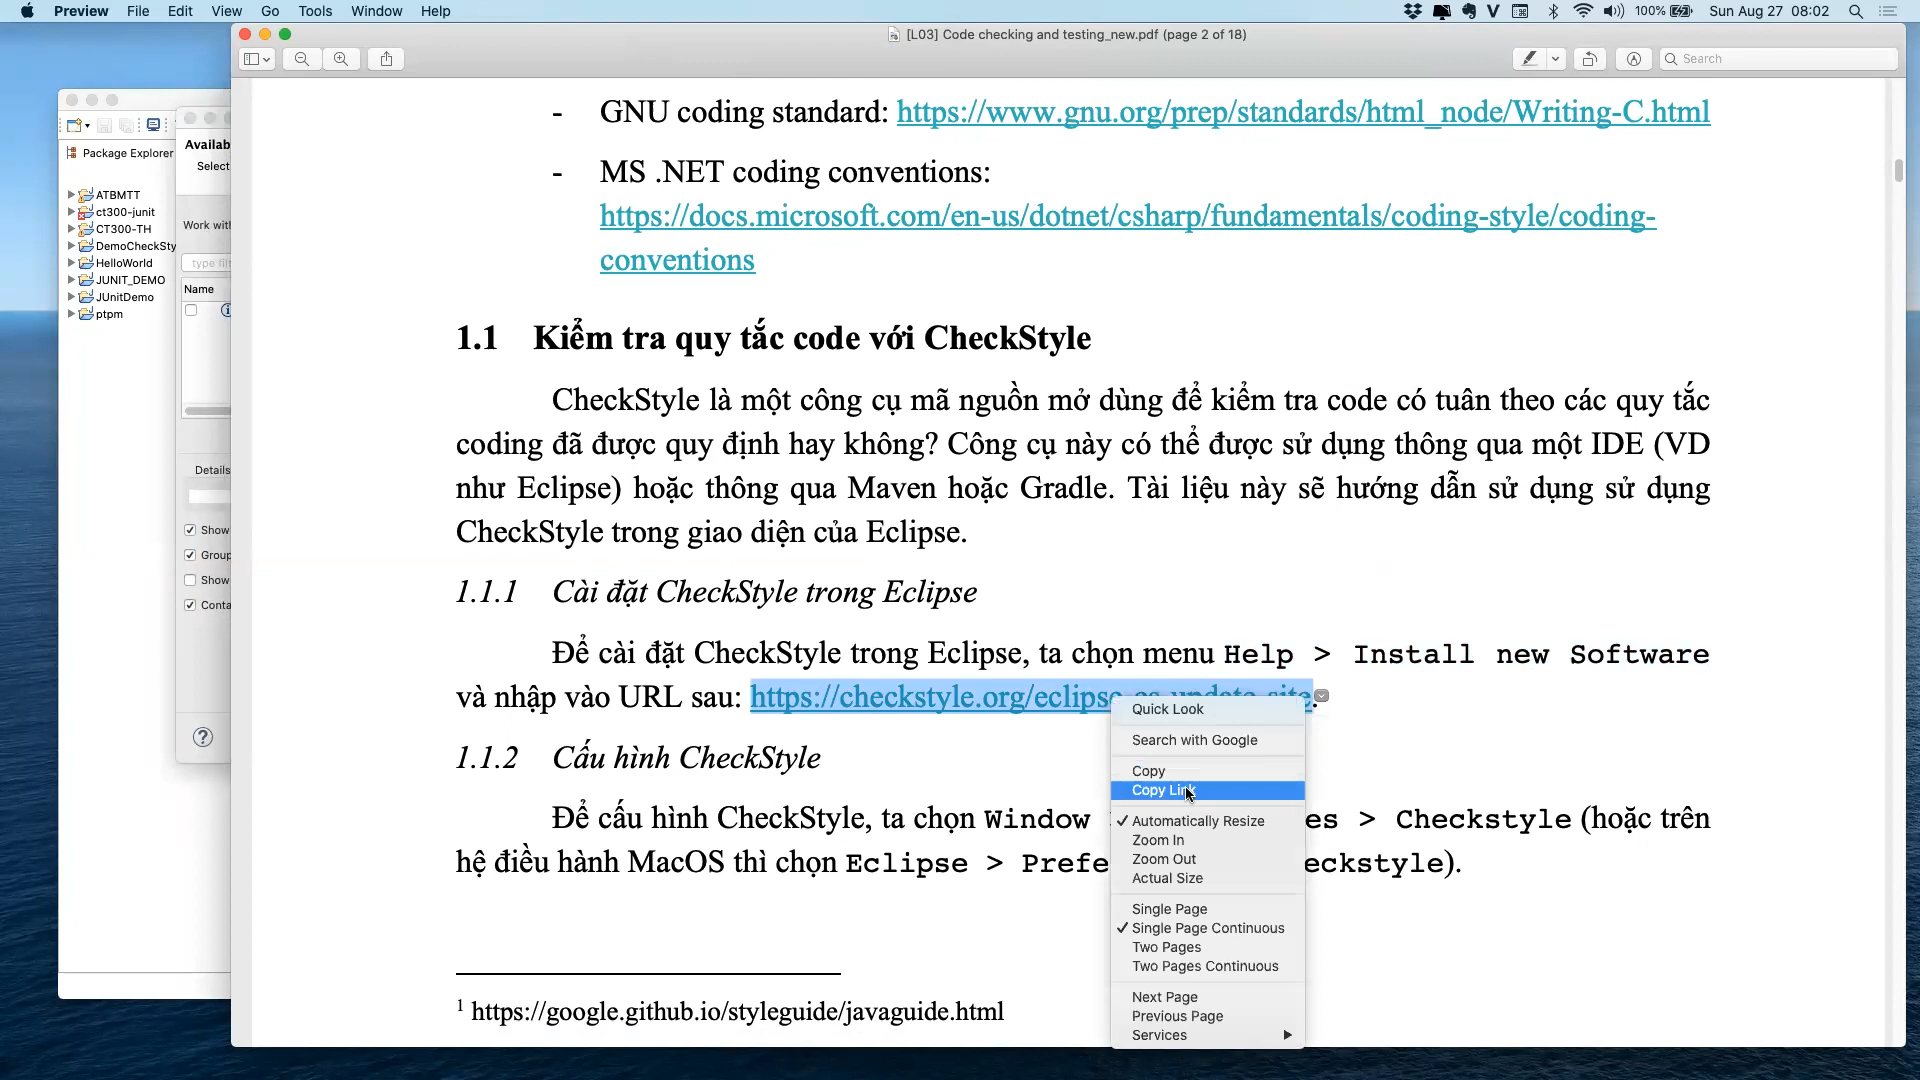 Preview File Edit View Go Tools Window Help
100% Sun Aug 27 08:02
[L03] Code checking and testing_new.pdf (page 2 of 18)
Search
Package Explorer
ATBMTT
ct300-junit
CT300-TH
DemoCheckSty
HelloWorld
JUNIT_DEMO
JUnitDemo
ptpm
Availab
Select
Work with
type filt
Name
Details
Show
Group
Show
Conta
- GNU coding standard: https://www.gnu.org/prep/standards/html_node/Writing-C.html
- MS .NET coding conventions:
https://docs.microsoft.com/en-us/dotnet/csharp/fundamentals/coding-style/coding-
conventions
1.1 Kiểm tra quy tắc code với CheckStyle
CheckStyle là một công cụ mã nguồn mở dùng để kiểm tra code có tuân theo các quy tắc
coding đã được quy định hay không? Công cụ này có thể được sử dụng thông qua một IDE (VD
như Eclipse) hoặc thông qua Maven hoặc Gradle. Tài liệu này sẽ hướng dẫn sử dụng sử dụng
CheckStyle trong giao diện của Eclipse.
1.1.1 Cài đặt CheckStyle trong Eclipse
Để cài đặt CheckStyle trong Eclipse, ta chọn menu Help > Install new Software
và nhập vào URL sau: https://checkstyle.org/eclipse-cs-update-site.
1.1.2 Cấu hình CheckStyle
Để cấu hình CheckStyle, ta chọn Window es > Checkstyle (hoặc trên
hệ điều hành MacOS thì chọn Eclipse > Prefe eckstyle).
1 https://google.github.io/styleguide/javaguide.html
Quick Look
Search with Google
Copy
Copy Link
Automatically Resize
Zoom In
Zoom Out
Actual Size
Single Page
Single Page Continuous
Two Pages
Two Pages Continuous
Next Page
Previous Page
Services